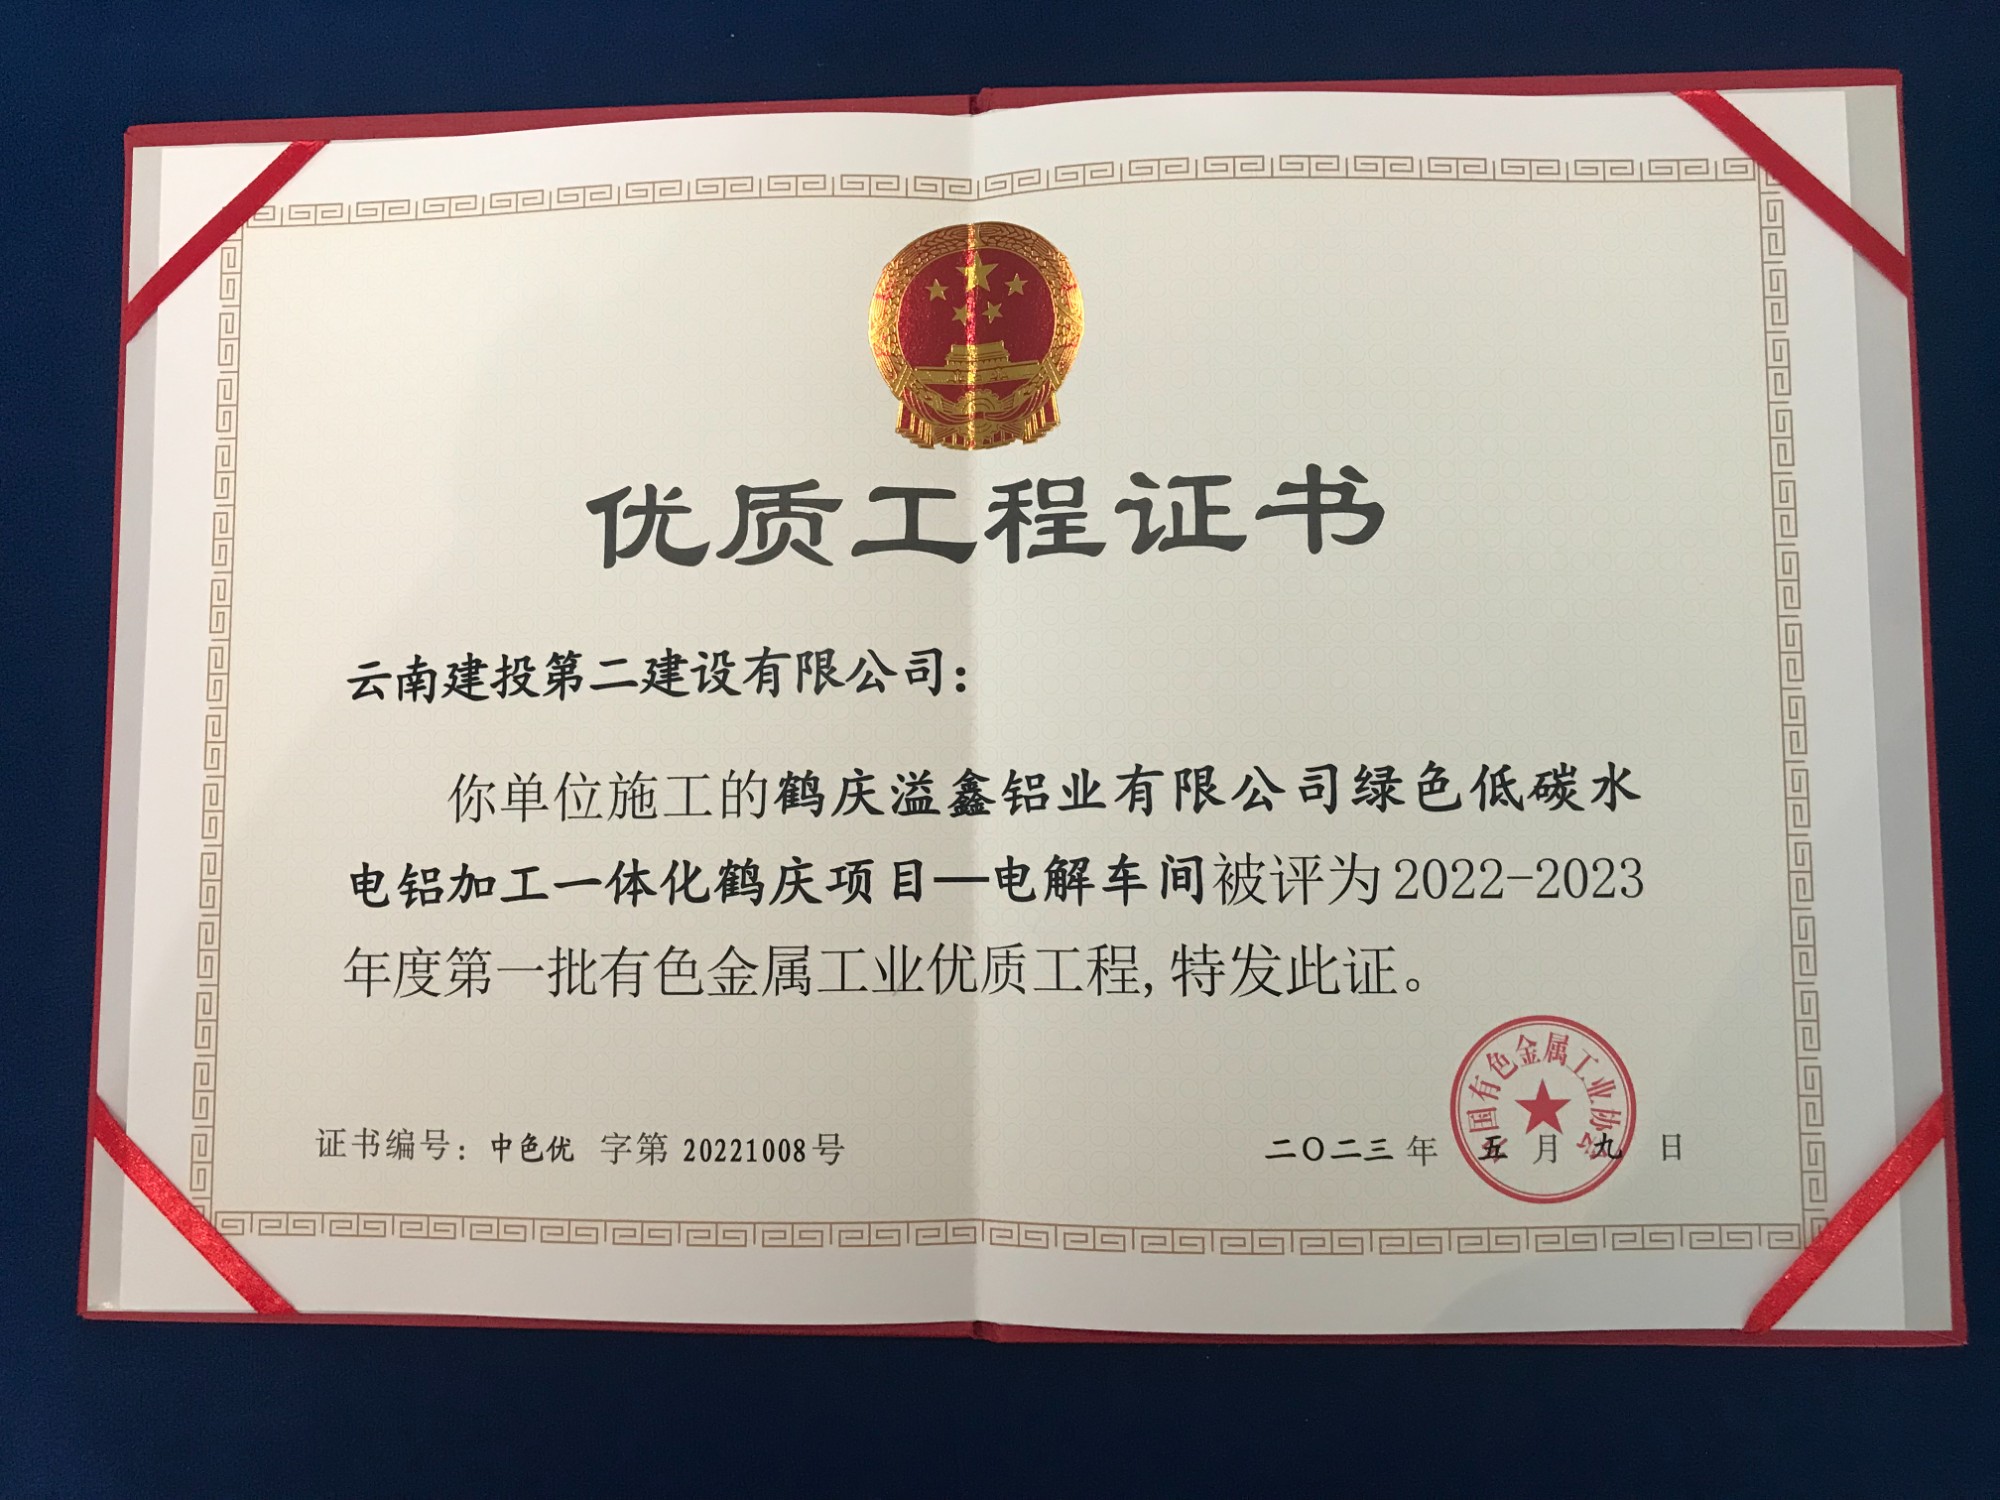 优质工程证书
云南建投第二建设有限公司：
你单位施工的鹤庆溢鑫铝业有限公司绿色低碳水
电铝加工一体化鹤庆项目—电解车间被评为2022-2023
年度第一批有色金属工业优质工程,特发此证。
中国有色金属工业协会
证书编号：中色优 字第 20221008号
二〇二三 年 五 月 九 日